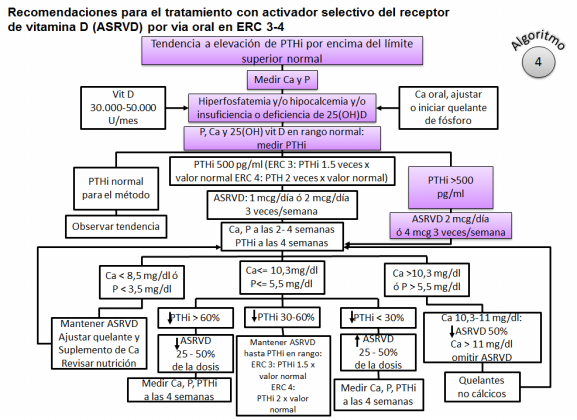 Recomendaciones para el tratamiento con activador selectivo del receptor
de vitamina D (ASRVD) por via oral en ERC 3-4
Algoritmo
4
Tendencia a elevación de PTHi por encima del límite
superior normal
Medir Ca y P
Vit D
30.000-50.000
U/mes
Hiperfosfatemia y/o hipocalcemia y/o
insuficiencia o deficiencia de 25(OH)D
Ca oral, ajustar
o iniciar quelante
de fósforo
P, Ca y 25(OH) vit D en rango normal:
medir PTHi
PTHi normal
para el método
PTHi 500 pg/ml (ERC 3: PTHi 1.5 veces x
valor normal ERC 4: PTH 2 veces x valor normal)
PTHi >500
pg/ml
Observar tendencia
ASRVD: 1 mcg/día ó 2 mcg/día
3 veces/semana
ASRVD 2 mcg/día
ó 4 mcg 3 veces/semana
Ca, P a las 2- 4 semanas
PTHi a las 4 semanas
Ca < 8,5 mg/dl ó
P < 3,5 mg/dl
Ca<= 10,3mg/dl
P<= 5,5 mg/dl
Ca >10,3 mg/dl
ó P > 5,5 mg/dl
Mantener ASRVD
Ajustar quelante y
Suplemento de Ca
Revisar nutrición
↓PTHi > 60%
↓PTHi 30-60%
↓PTHi < 30%
Ca 10,3-11 mg/dl:
↓ASRVD 50%
Ca > 11 mg/dl
omitir ASRVD
↓ASRVD
25 - 50%
de la dosis
Mantener ASRVD
hasta PTHi en rango:
ERC 3: PTHi 1.5 x
valor normal
ERC 4:
PTHi 2 x valor
normal
↑ASRVD
25 - 50%
de la dosis
Medir Ca, P, PTHi
a las 4 semanas
Medir Ca, P, PTHi
a las 4 semanas
Quelantes
no cálcicos